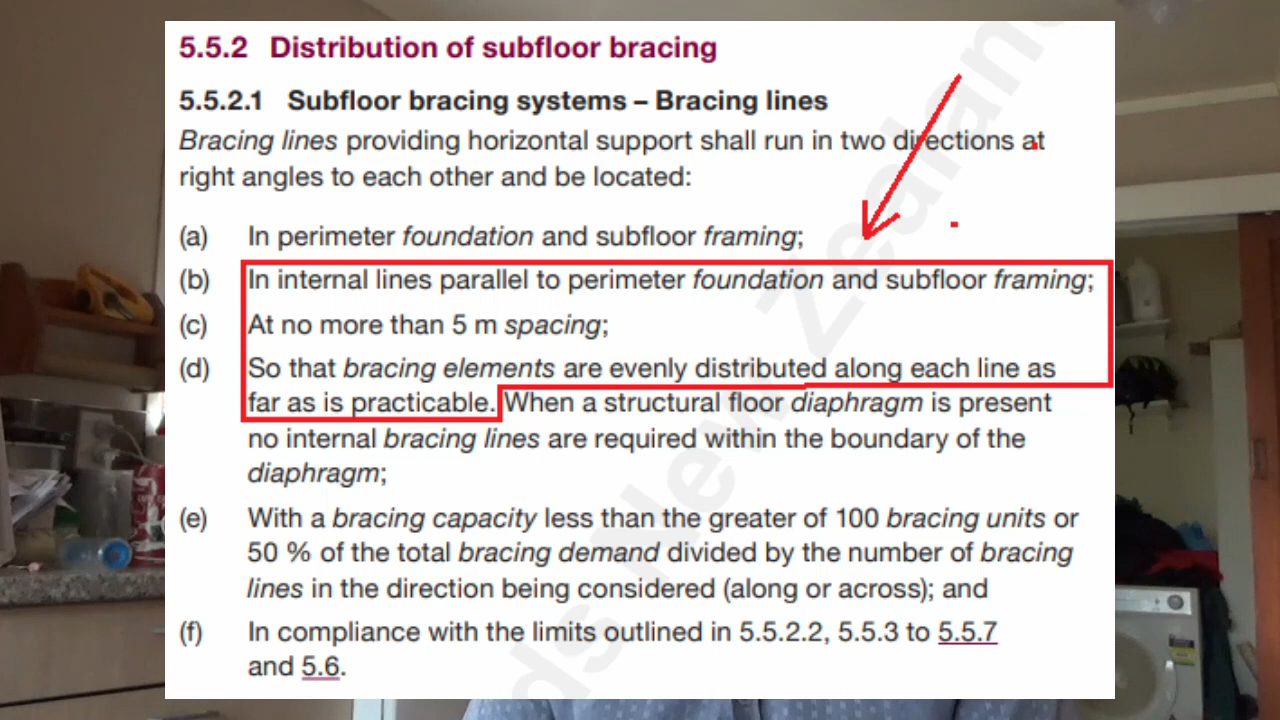 5.5.2 Distribution of subfloor bracing
5.5.2.1 Subfloor bracing systems – Bracing lines
Bracing lines providing horizontal support shall run in two directions at
right angles to each other and be located:
(a) In perimeter foundation and subfloor framing;
(b) In internal lines parallel to perimeter foundation and subfloor framing;
(c) At no more than 5 m spacing;
(d) So that bracing elements are evenly distributed along each line as
far as is practicable. When a structural floor diaphragm is present
no internal bracing lines are required within the boundary of the
diaphragm;
(e) With a bracing capacity less than the greater of 100 bracing units or
50 % of the total bracing demand divided by the number of bracing
lines in the direction being considered (along or across); and
(f) In compliance with the limits outlined in 5.5.2.2, 5.5.3 to 5.5.7
and 5.6.